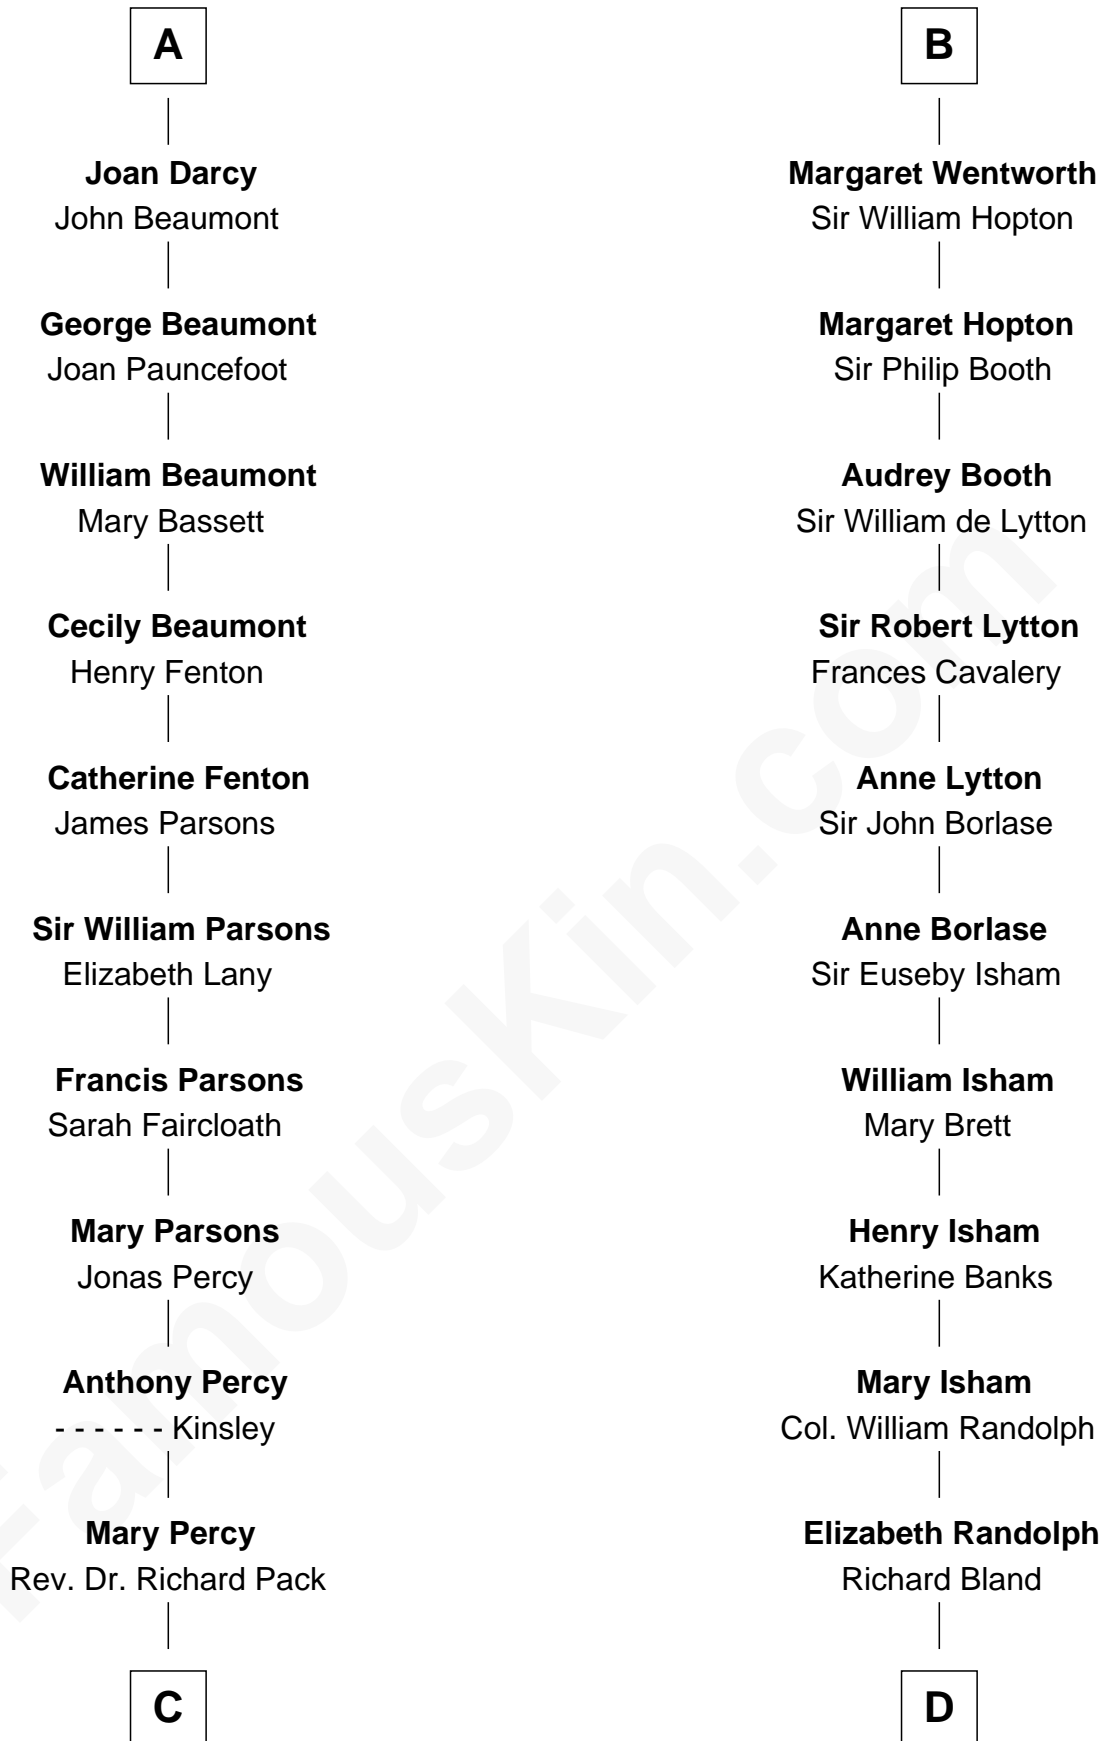 A
Joan Darcy
John Beaumont
George Beaumont
Joan Pauncefoot
William Beaumont
Mary Bassett
Cecily Beaumont
Henry Fenton
Catherine Fenton
James Parsons
Sir William Parsons
Elizabeth Lany
Francis Parsons
Sarah Faircloath
Mary Parsons
Jonas Percy
Anthony Percy
- - - - - - Kinsley
Mary Percy
Rev. Dr. Richard Pack
C
B
Margaret Wentworth
Sir William Hopton
Margaret Hopton
Sir Philip Booth
Audrey Booth
Sir William de Lytton
Sir Robert Lytton
Frances Cavalery
Anne Lytton
Sir John Borlase
Anne Borlase
Sir Euseby Isham
William Isham
Mary Brett
Henry Isham
Katherine Banks
Mary Isham
Col. William Randolph
Elizabeth Randolph
Richard Bland
D
FamousKin.com